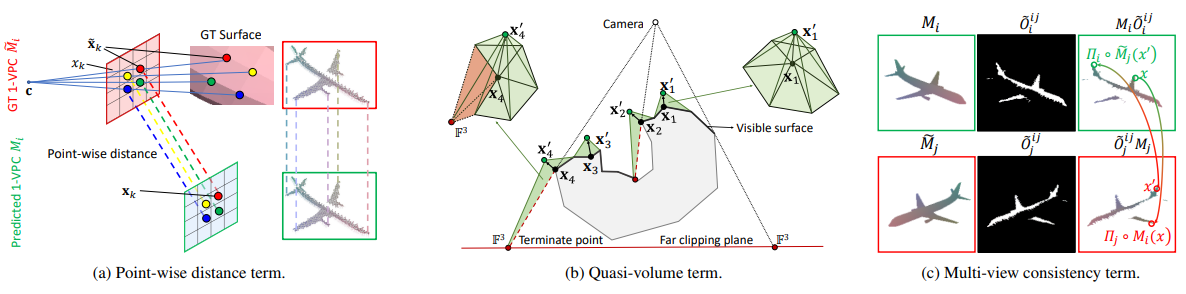 GT 1-VPC M̃ᵢ
Predicted 1-VPC Mᵢ
x̃ₖ
xₖ
c
GT Surface
Point-wise distance
xₖ
(a) Point-wise distance term.
Camera
x′₄
x₄
𝔽³
x′₁
x₁
x′₁
x′₂
x₁
x₂
Visible surface
x′₃
x₃
x′₄
x₄
𝔽³
Terminate point
Far clipping plane
𝔽³
(b) Quasi-volume term.
Mᵢ
Õᵢⁱʲ
MᵢÕᵢⁱʲ
Πᵢ ∘ M̃ⱼ(x′)
x
M̃ⱼ
Õⱼⁱʲ
ÕⱼⁱʲMⱼ
x′
Πⱼ ∘ Mᵢ(x)
(c) Multi-view consistency term.